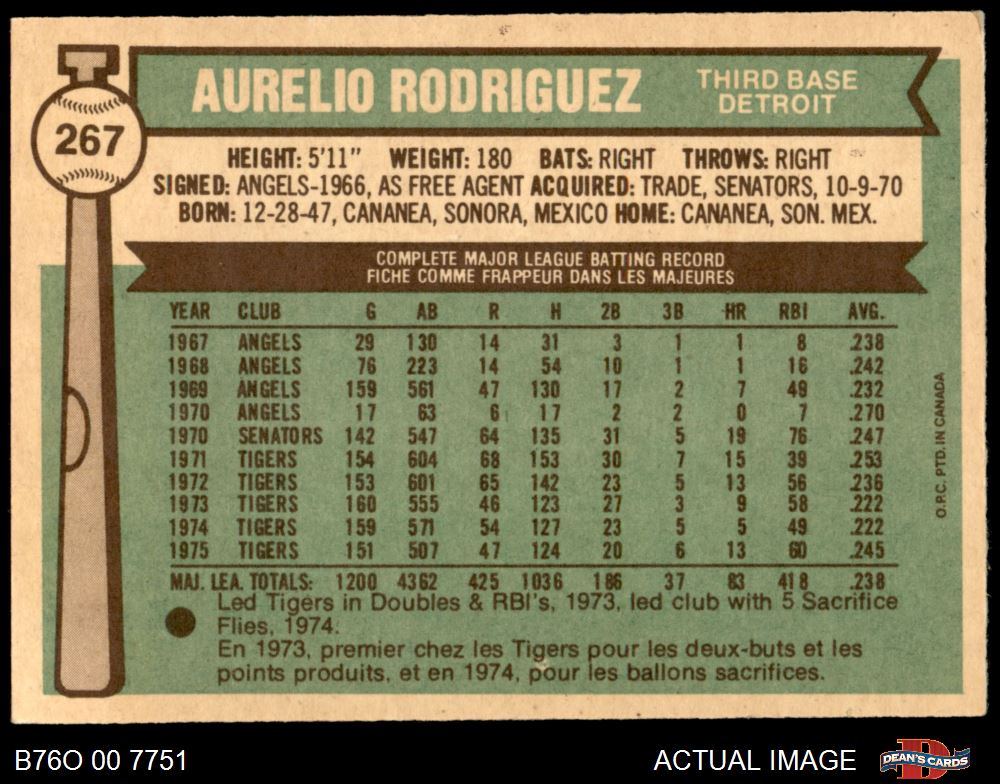 267
AURELIO RODRIGUEZ THIRD BASE
DETROIT
HEIGHT: 5'11" WEIGHT: 180 BATS: RIGHT THROWS: RIGHT
SIGNED: ANGELS-1966, AS FREE AGENT ACQUIRED: TRADE, SENATORS, 10-9-70
BORN: 12-28-47, CANANEA, SONORA, MEXICO HOME: CANANEA, SON. MEX.
COMPLETE MAJOR LEAGUE BATTING RECORD
FICHE COMME FRAPPEUR DANS LES MAJEURES
YEAR CLUB G AB R H 2B 3B HR RBI AVG.
1967 ANGELS 29 130 14 31 3 1 1 8 .238
1968 ANGELS 76 223 14 54 10 1 1 16 .242
1969 ANGELS 159 561 47 130 17 2 7 49 .232
1970 ANGELS 17 63 6 17 2 2 0 7 .270
1970 SENATORS 142 547 64 135 31 5 19 76 .247
1971 TIGERS 154 604 68 153 30 7 15 39 .253
1972 TIGERS 153 601 65 142 23 5 13 56 .236
1973 TIGERS 160 555 46 123 27 3 9 58 .222
1974 TIGERS 159 571 54 127 23 5 5 49 .222
1975 TIGERS 151 507 47 124 20 6 13 60 .245
MAJ. LEA. TOTALS: 1200 4362 425 1036 186 37 83 418 .238
Led Tigers in Doubles & RBI's, 1973, led club with 5 Sacrifice
Flies, 1974.
En 1973, premier chez les Tigers pour les deux-buts et les
points produits, et en 1974, pour les ballons sacrifices.
O.P.C. PTD. IN CANADA
B76O 00 7751 ACTUAL IMAGE DEAN'S CARDS